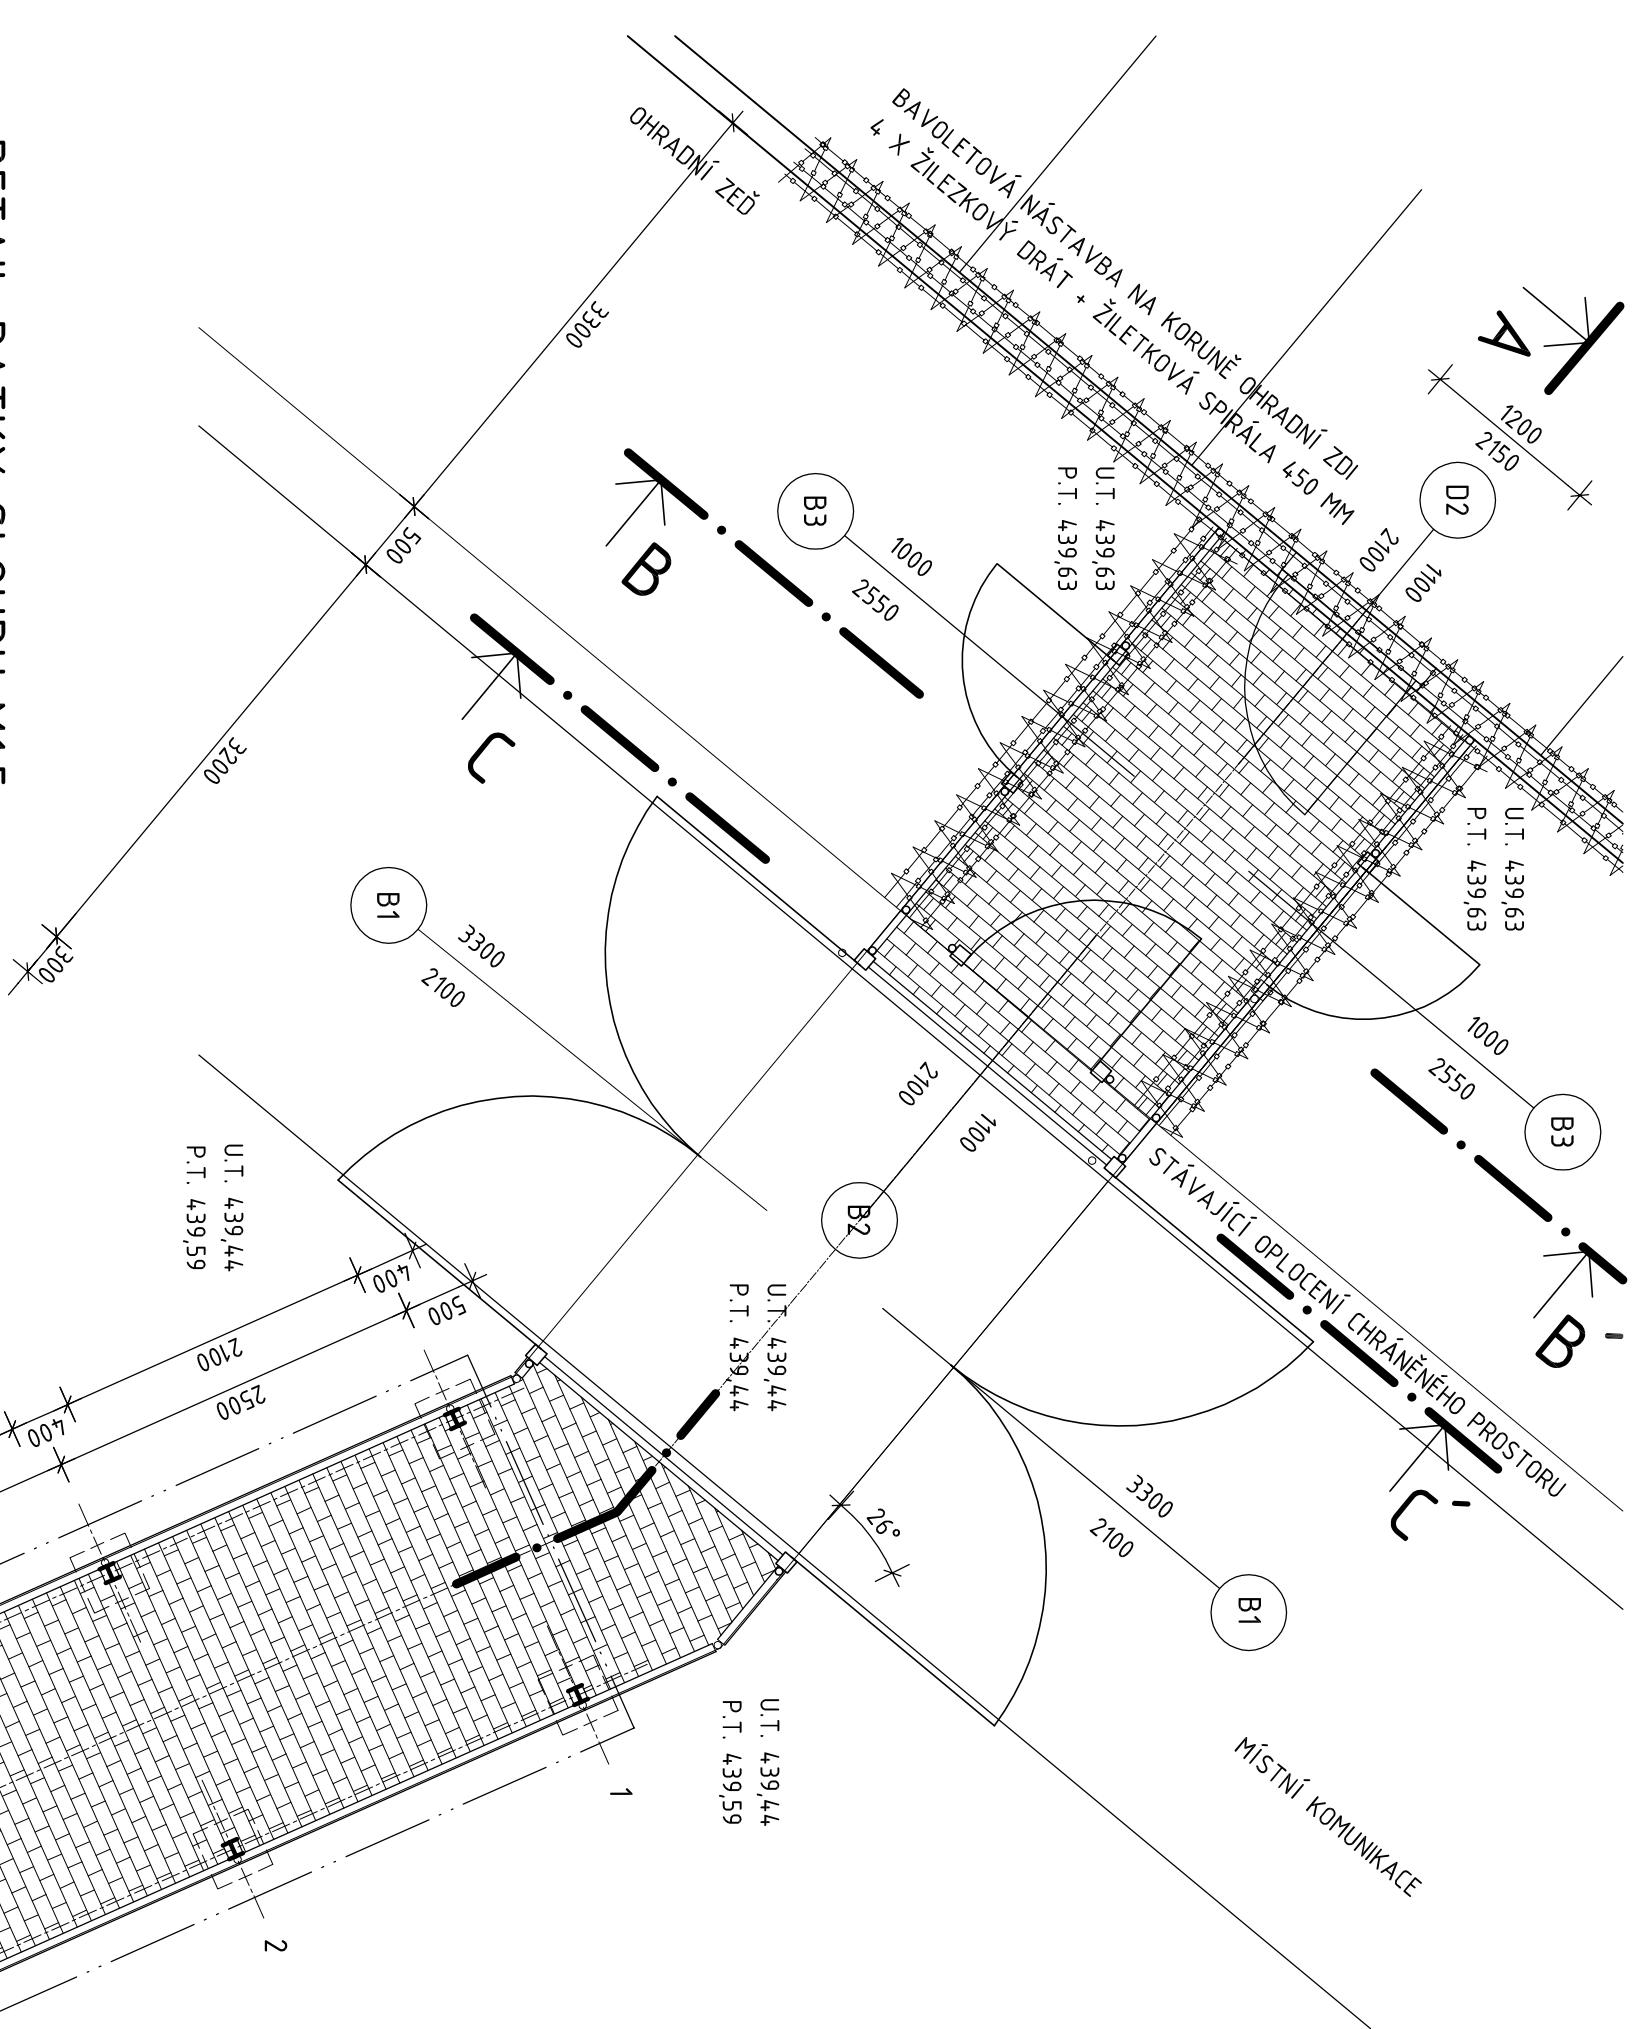 BAVOLETOVÁ NÁSTAVBA NA KORUNĚ OHRADNÍ ZDI
4 X ŽILEZKOVÝ DRÁT + ŽILETKOVÁ SPIRÁLA 450 MM
OHRADNÍ ZEĎ
A
1200
2150
D2
2100
1100
3300
500
3200
300
B3
1000
2550
U.T. 439,63
P.T. 439,63
B
C
U.T. 439,63
P.T. 439,63
B1
3300
2100
1000
2550
B3
2100
1100
B2
STÁVAJÍCÍ OPLOCENÍ CHRÁNĚNÉHO PROSTORU
B´
C´
U.T. 439,44
P.T. 439,59
U.T. 439,44
P.T. 439,44
400
500
2100
2500
400
26°
3300
2100
B1
U.T. 439,44
P.T. 439,59
MÍSTNÍ KOMUNIKACE
1
2